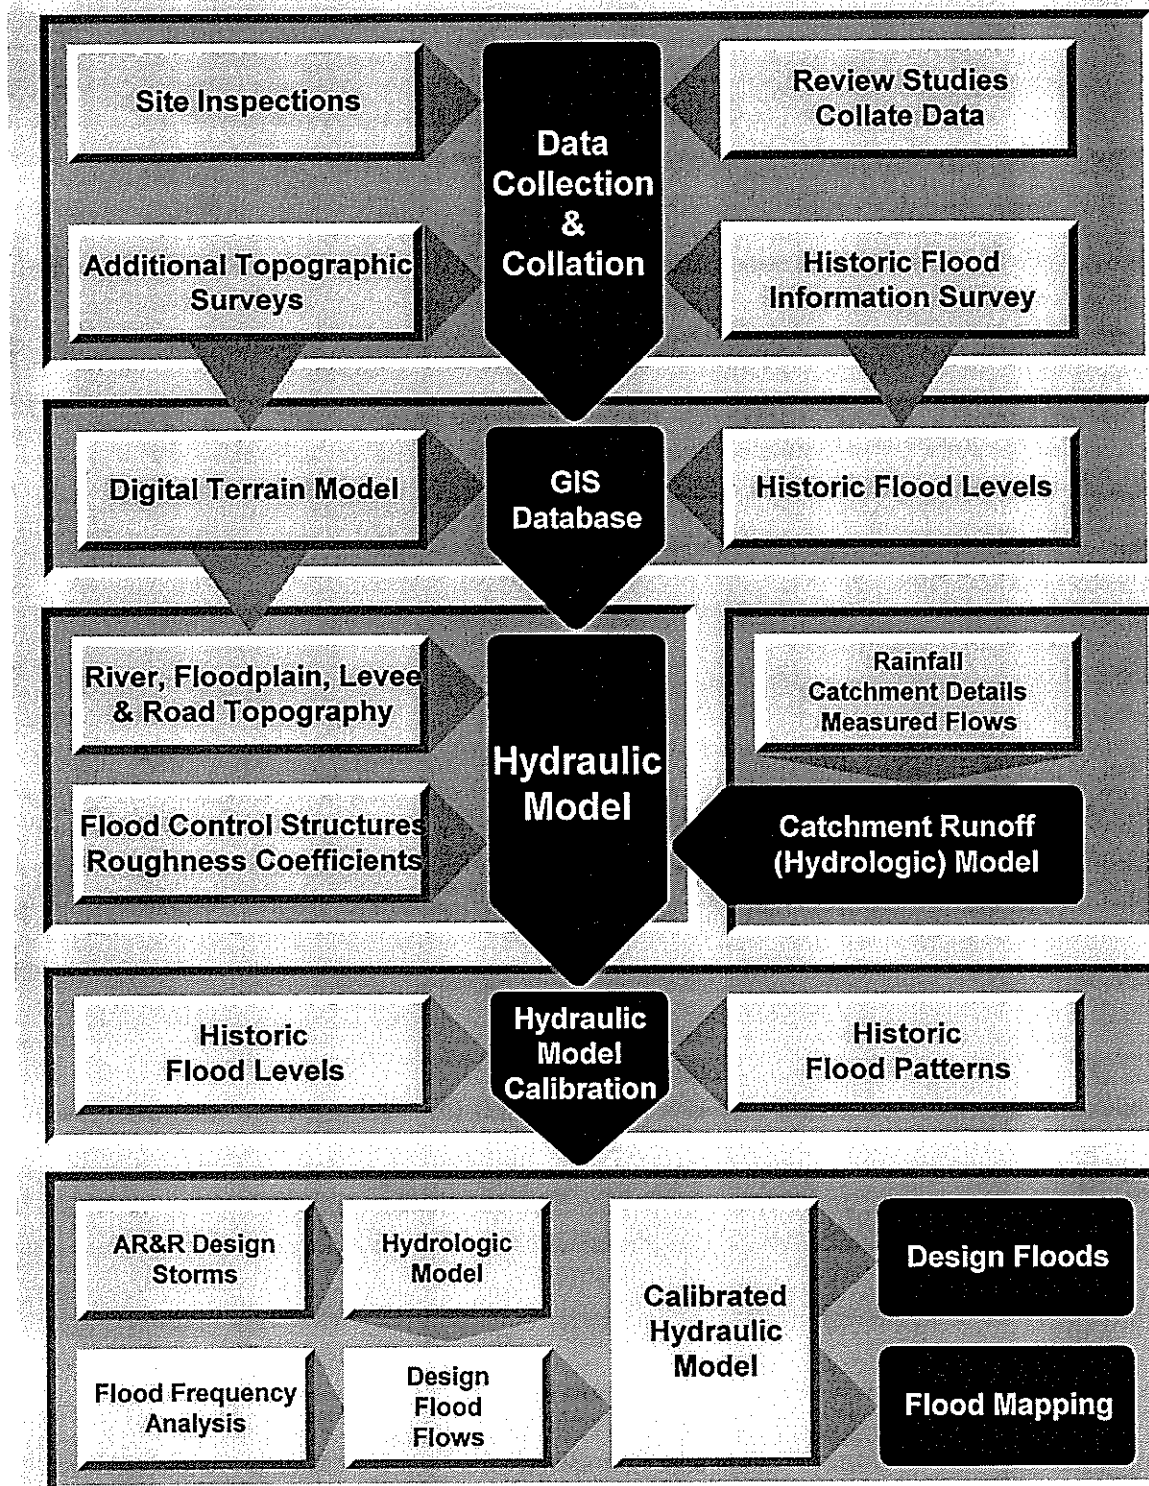 Site Inspections
Data
Collection
&
Collation
Review Studies
Collate Data
Additional Topographic
Surveys
Historic Flood
Information Survey
Digital Terrain Model
GIS
Database
Historic Flood Levels
River, Floodplain, Levee
& Road Topography
Hydraulic
Model
Rainfall
Catchment Details
Measured Flows
Flood Control Structures
Roughness Coefficients
Catchment Runoff
(Hydrologic) Model
Historic
Flood Levels
Hydraulic
Model
Calibration
Historic
Flood Patterns
AR&R Design
Storms
Hydrologic
Model
Calibrated
Hydraulic
Model
Design Floods
Flood Frequency
Analysis
Design
Flood
Flows
Flood Mapping